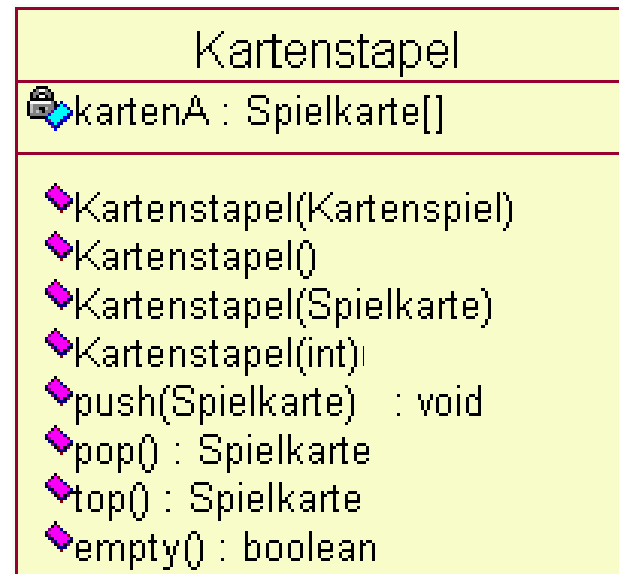 Kartenstapel
kartenA : Spielkarte[]
Kartenstapel(Kartenspiel)
Kartenstapel()
Kartenstapel(Spielkarte)
Kartenstapel(int)
push(Spielkarte) : void
pop() : Spielkarte
top() : Spielkarte
empty() : boolean